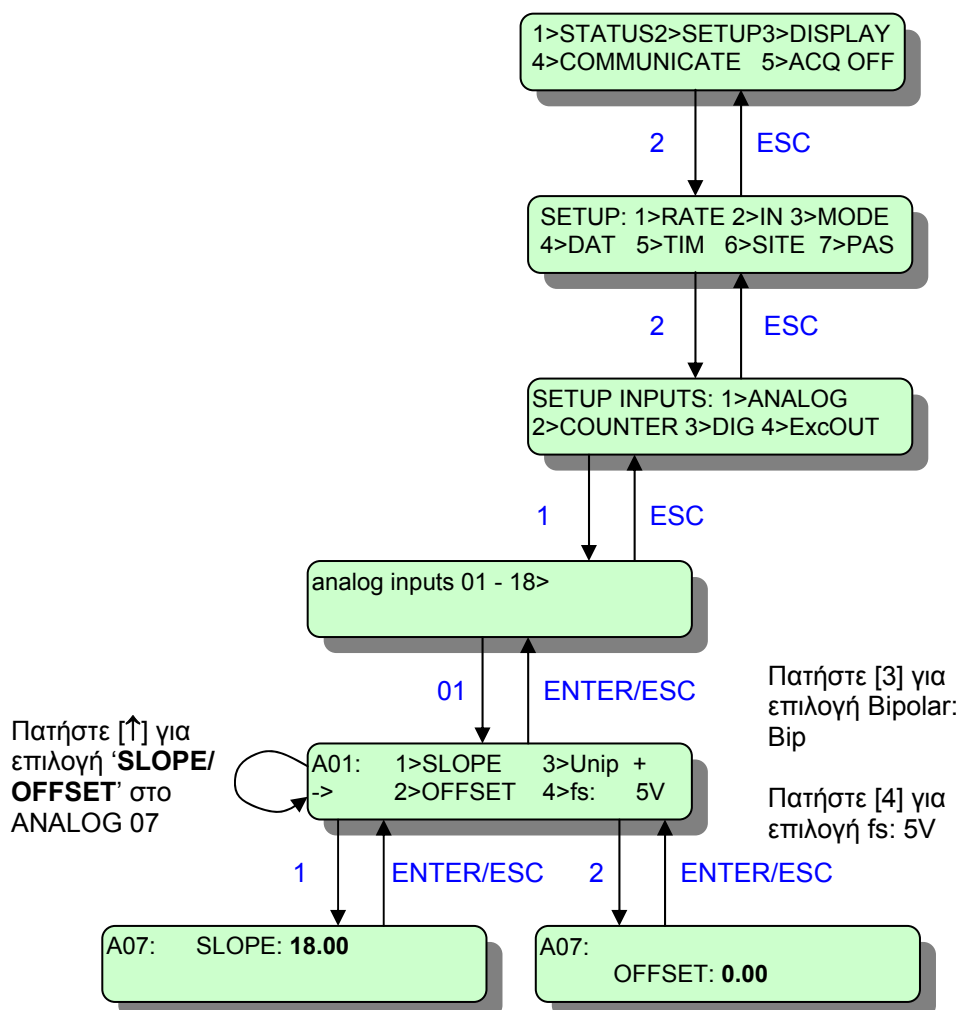 1>STATUS2>SETUP3>DISPLAY
4>COMMUNICATE 5>ACQ OFF
2 ESC
SETUP: 1>RATE 2>IN 3>MODE
4>DAT 5>TIM 6>SITE 7>PAS
2 ESC
SETUP INPUTS: 1>ANALOG
2>COUNTER 3>DIG 4>ExcOUT
1 ESC
analog inputs 01 - 18>
01 ENTER/ESC
Πατήστε [3] για
επιλογή Bipolar:
Bip
Πατήστε [4] για
επιλογή fs: 5V
Πατήστε [↑] για
επιλογή ‘SLOPE/
OFFSET’ στο
ANALOG 07
A01: 1>SLOPE 3>Unip +
-> 2>OFFSET 4>fs: 5V
1 ENTER/ESC 2 ENTER/ESC
A07: SLOPE: 18.00
A07:
OFFSET: 0.00